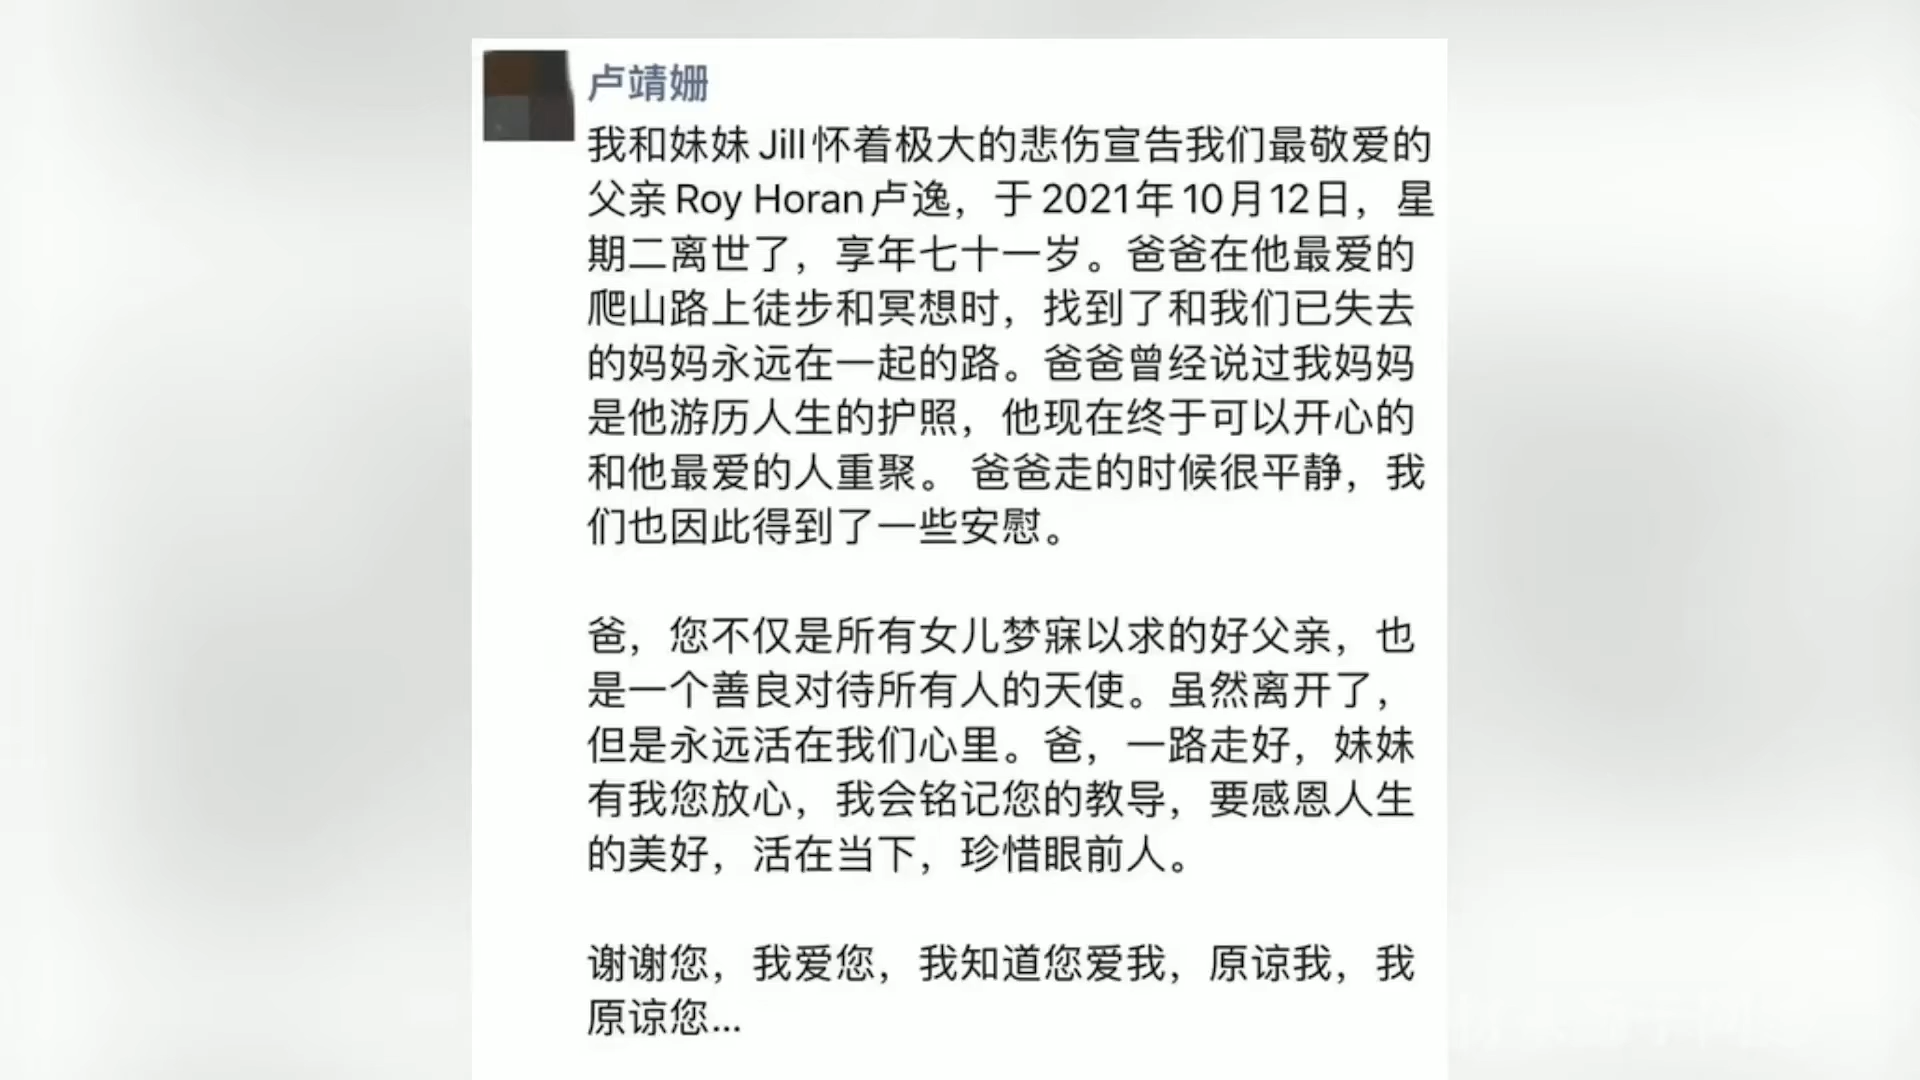 卢靖姗
我和妹妹Jill怀着极大的悲伤宣告我们最敬爱的
父亲Roy Horan卢逸，于2021年10月12日，星
期二离世了，享年七十一岁。爸爸在他最爱的
爬山路上徒步和冥想时，找到了和我们已失去
的妈妈永远在一起的路。爸爸曾经说过我妈妈
是他游历人生的护照，他现在终于可以开心的
和他最爱的人重聚。 爸爸走的时候很平静，我
们也因此得到了一些安慰。
爸，您不仅是所有女儿梦寐以求的好父亲，也
是一个善良对待所有人的天使。虽然离开了，
但是永远活在我们心里。爸，一路走好，妹妹
有我您放心，我会铭记您的教导，要感恩人生
的美好，活在当下，珍惜眼前人。
谢谢您，我爱您，我知道您爱我，原谅我，我
原谅您...